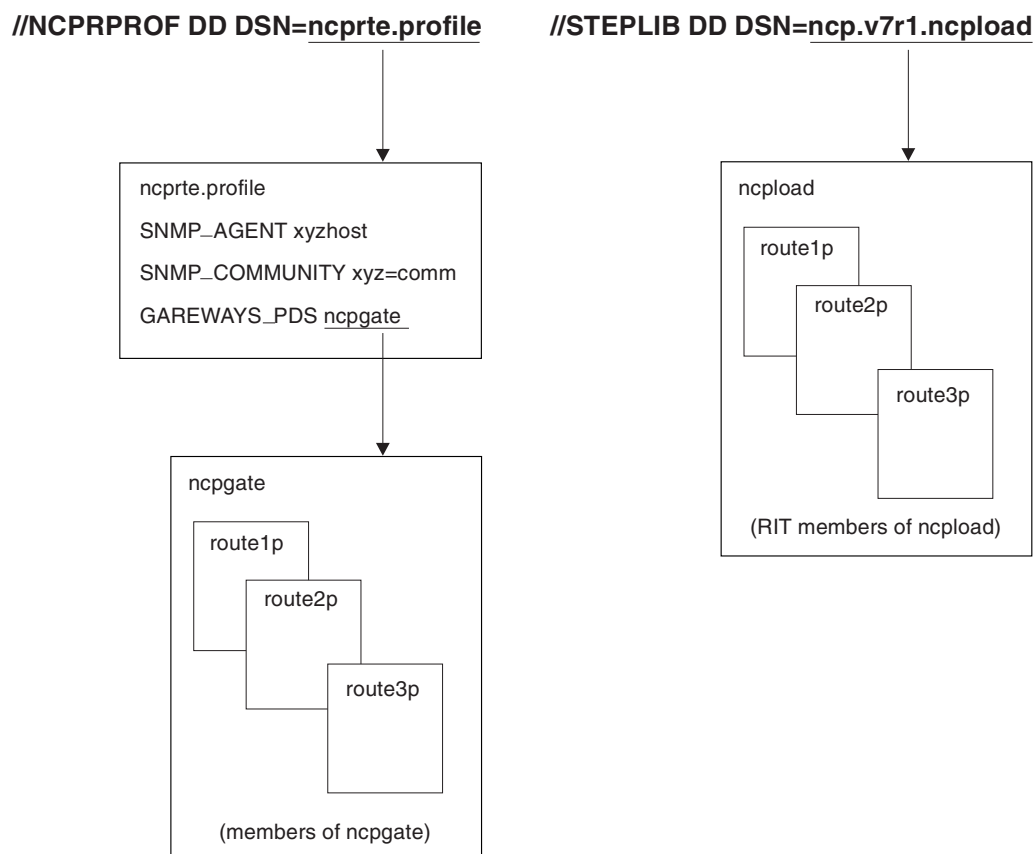 //NCPRPROF DD DSN=ncprte.profile
//STEPLIB DD DSN=ncp.v7r1.ncpload
ncprte.profile
SNMP_AGENT xyzhost
SNMP_COMMUNITY xyz=comm
GAREWAYS_PDS ncpgate
ncpgate
route1p
route2p
route3p
(members of ncpgate)
ncpload
route1p
route2p
route3p
(RIT members of ncpload)